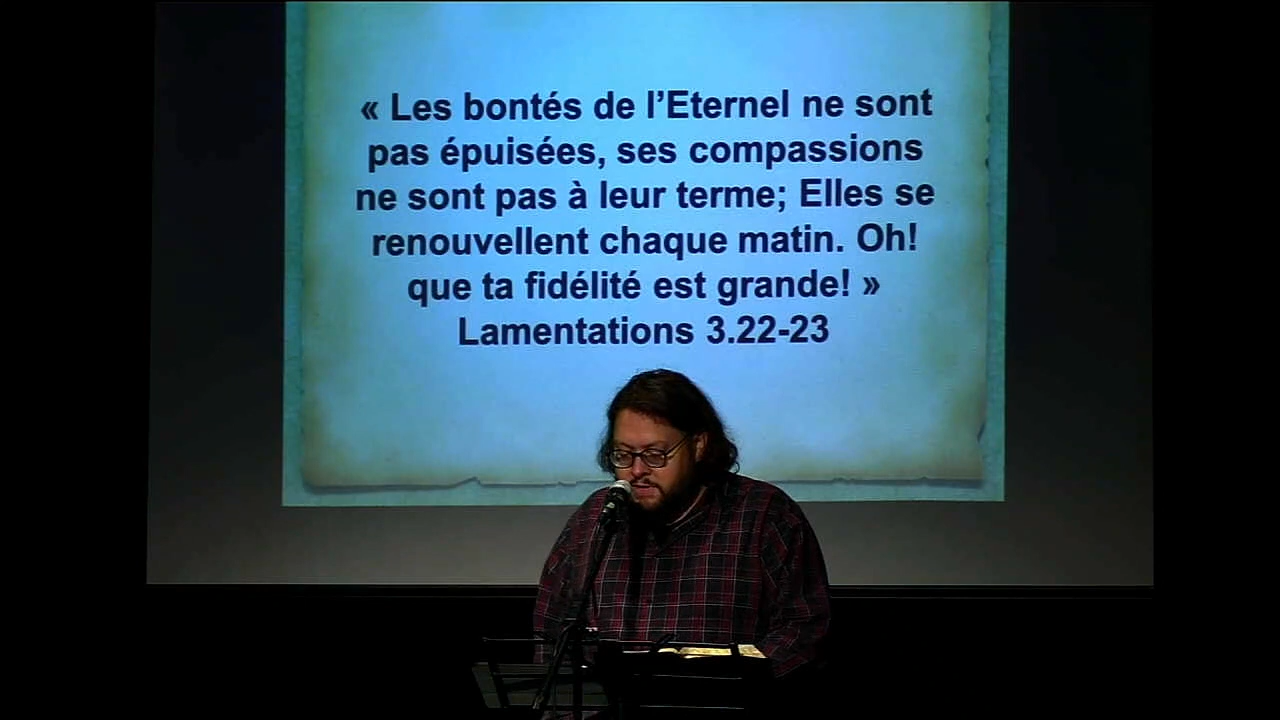 « Les bontés de l’Eternel ne sont
pas épuisées, ses compassions
ne sont pas à leur terme; Elles se
renouvellent chaque matin. Oh!
que ta fidélité est grande! »
Lamentations 3.22-23